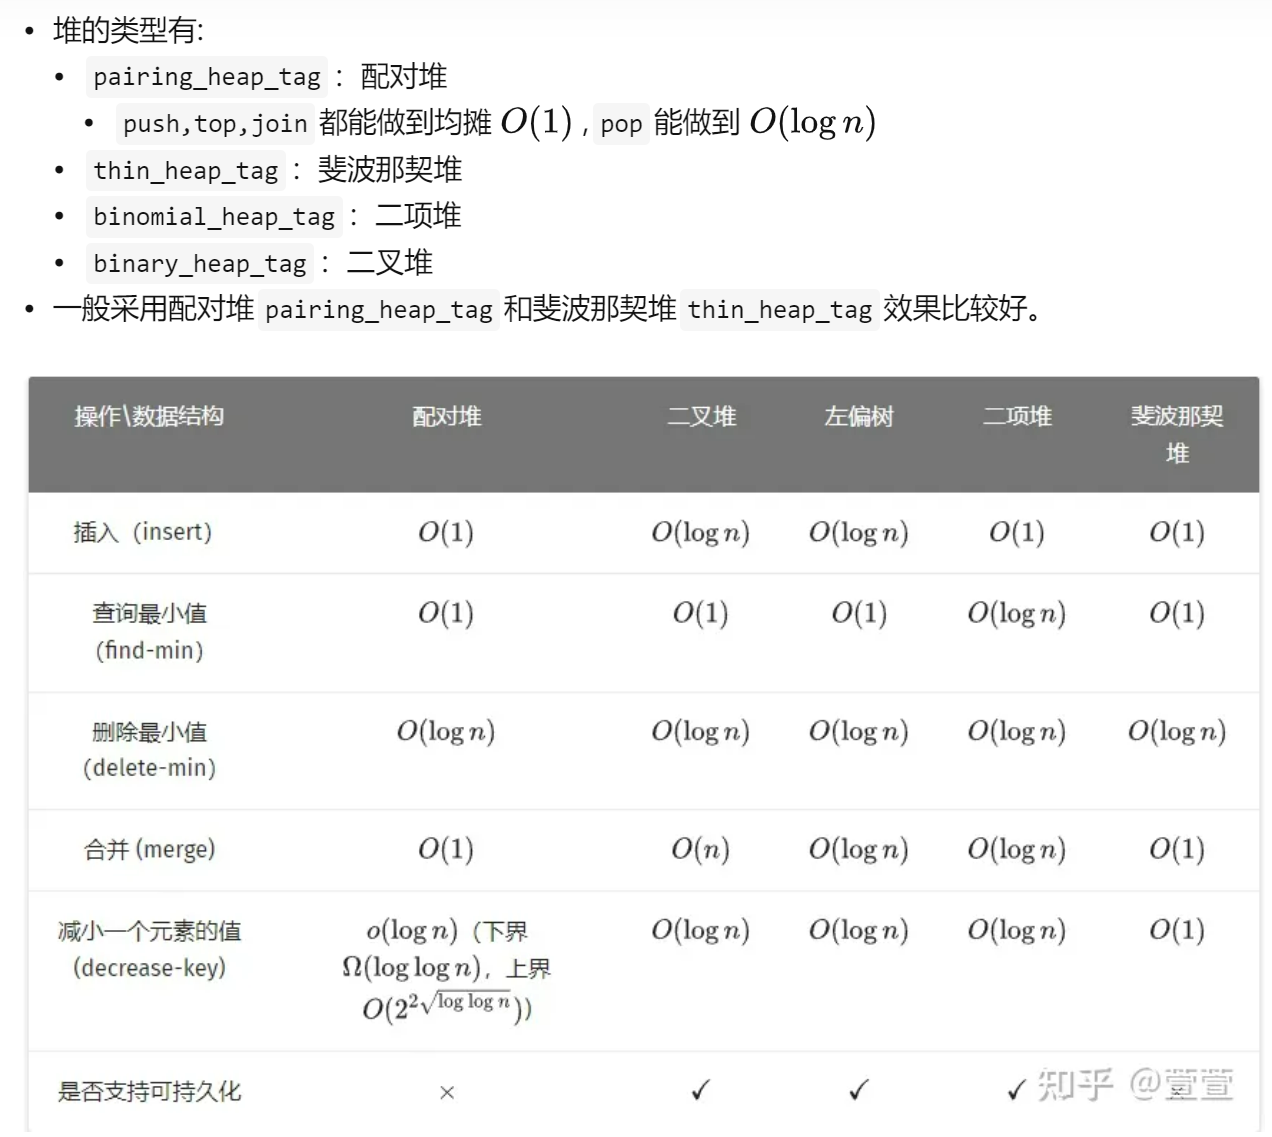 堆的类型有:
pairing_heap_tag : 配对堆
push,top,join 都能做到均摊 O(1) , pop 能做到 O(log n)
thin_heap_tag : 斐波那契堆
binomial_heap_tag : 二项堆
binary_heap_tag : 二叉堆
一般采用配对堆 pairing_heap_tag 和斐波那契堆 thin_heap_tag 效果比较好。
操作\数据结构 配对堆 二叉堆 左偏树 二项堆 斐波那契
堆
插入（insert） O(1) O(log n) O(log n) O(1) O(1)
查询最小值 O(1) O(1) O(1) O(log n) O(1)
(find-min)
删除最小值 O(log n) O(log n) O(log n) O(log n) O(log n)
(delete-min)
合并 (merge) O(1) O(n) O(log n) O(log n) O(1)
减小一个元素的值 o(log n)（下界 O(log n) O(log n) O(log n) O(1)
(decrease-key) Ω(log log n)，上界
O(2^{2√(log log n)})）
是否支持可持久化 × ✓ ✓ ✓ ×
知乎 @萱萱